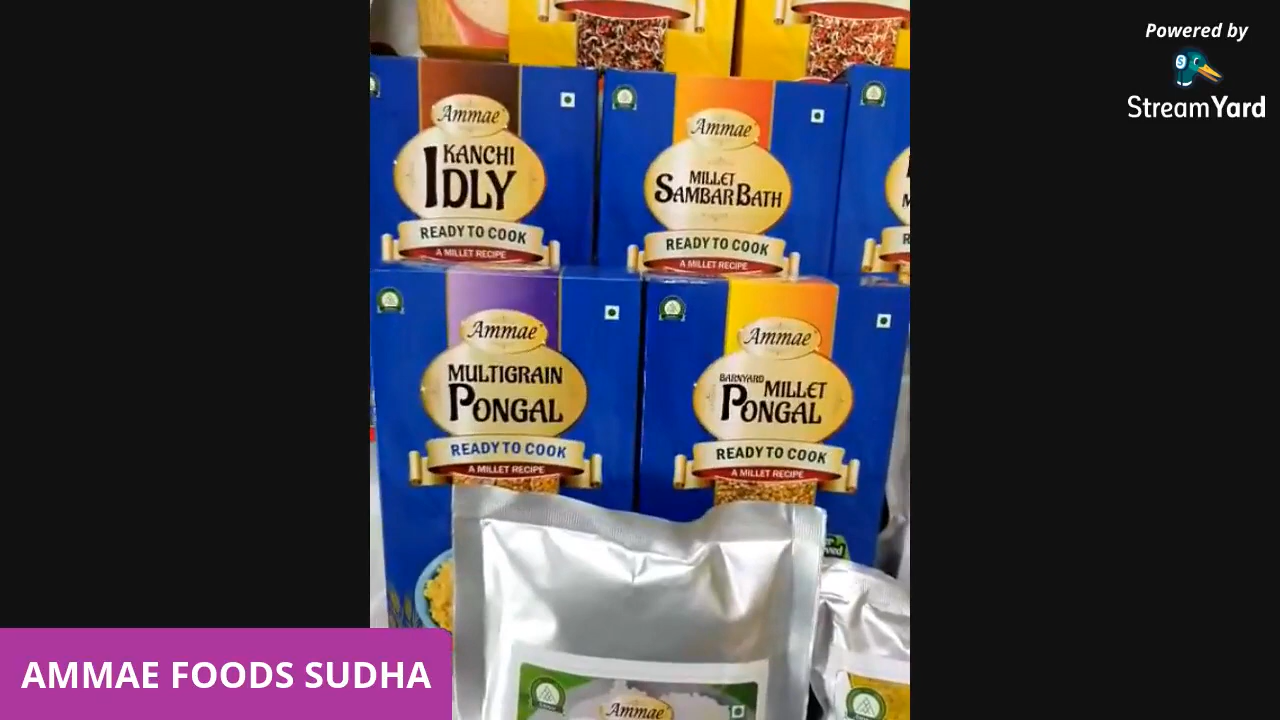 Powered by
StreamYard
Ammae
KANCHI
IDLY
READY TO COOK
A MILLET RECIPE
Ammae
MILLET
SAMBAR BATH
READY TO COOK
A MILLET RECIPE
Ammae
MULTIGRAIN
PONGAL
READY TO COOK
A MILLET RECIPE
Ammae
BARNYARD MILLET
PONGAL
READY TO COOK
A MILLET RECIPE
Ammae
AMMAE FOODS SUDHA